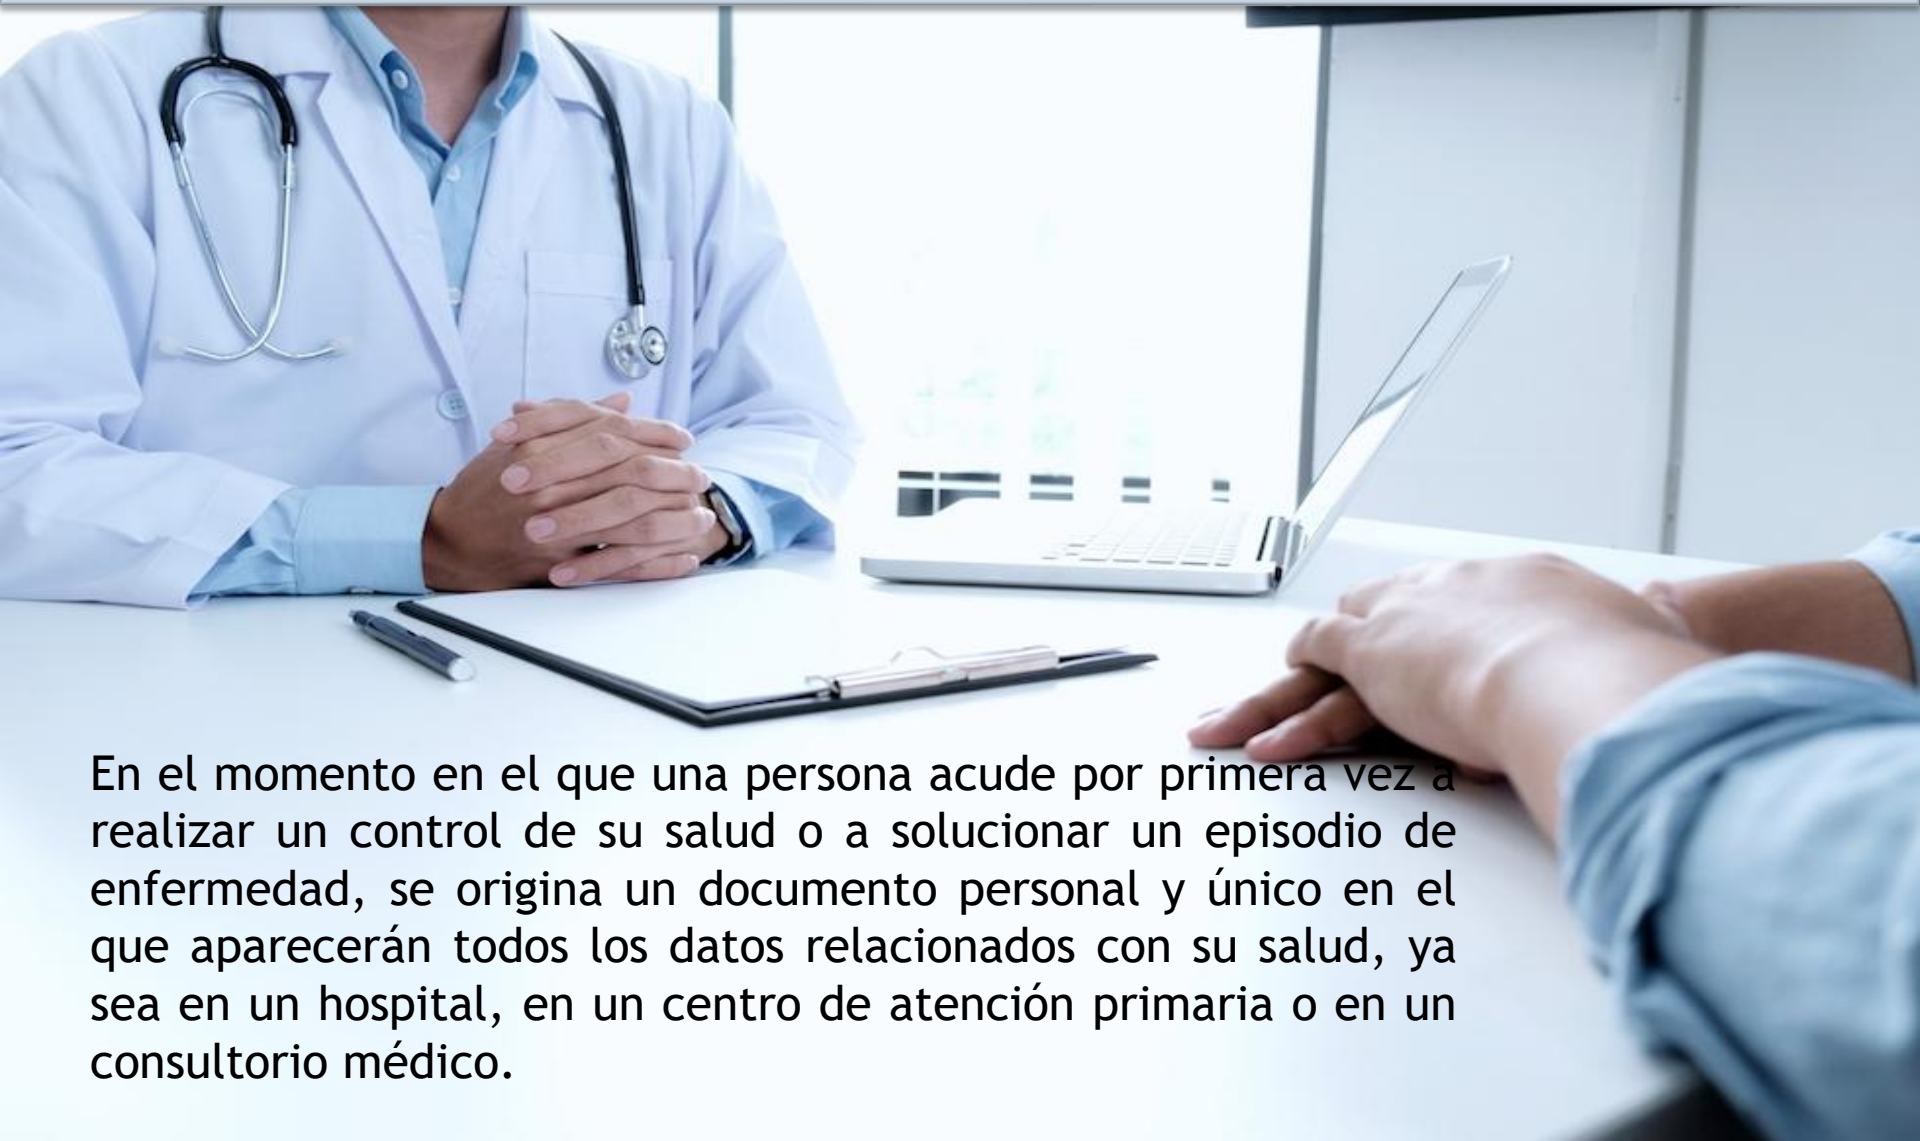 En el momento en el que una persona acude por primera vez a
realizar un control de su salud o a solucionar un episodio de
enfermedad, se origina un documento personal y único en el
que aparecerán todos los datos relacionados con su salud, ya
sea en un hospital, en un centro de atención primaria o en un
consultorio médico.